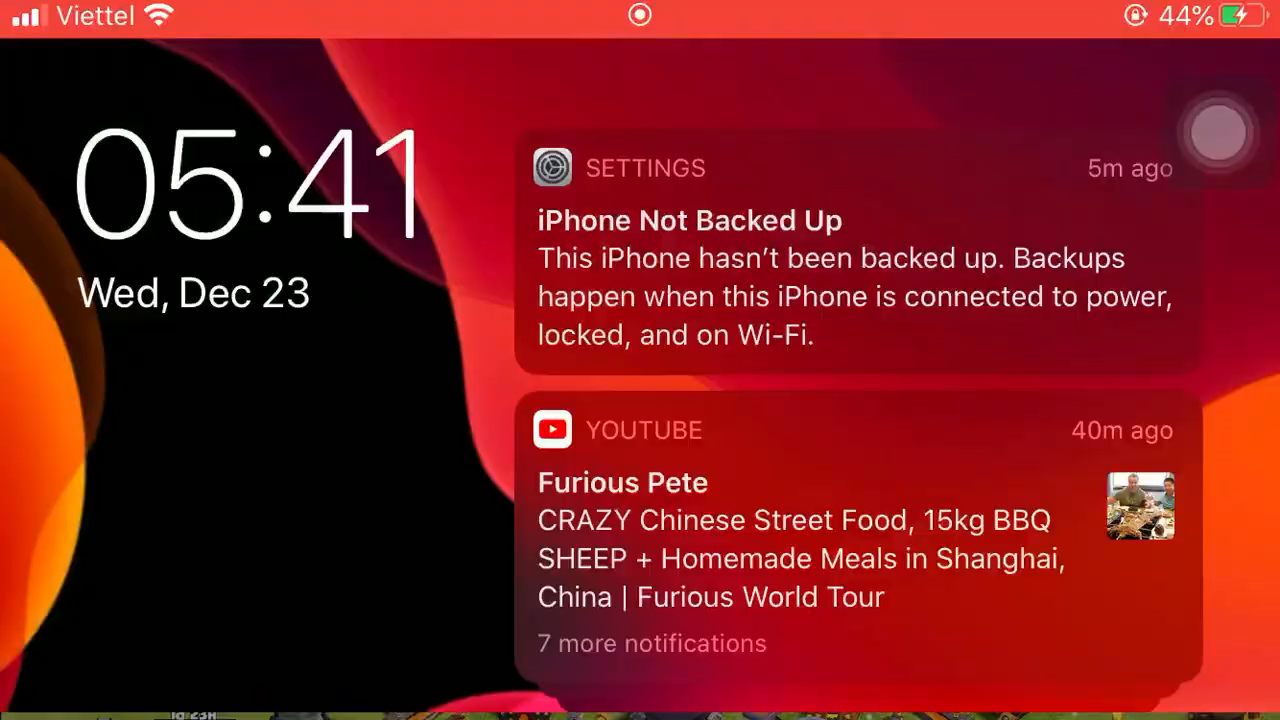 Viettel
44%
05:41
Wed, Dec 23
SETTINGS
5m ago
iPhone Not Backed Up
This iPhone hasn’t been backed up. Backups
happen when this iPhone is connected to power,
locked, and on Wi-Fi.
YOUTUBE
40m ago
Furious Pete
CRAZY Chinese Street Food, 15kg BBQ
SHEEP + Homemade Meals in Shanghai,
China | Furious World Tour
7 more notifications
1d 23H